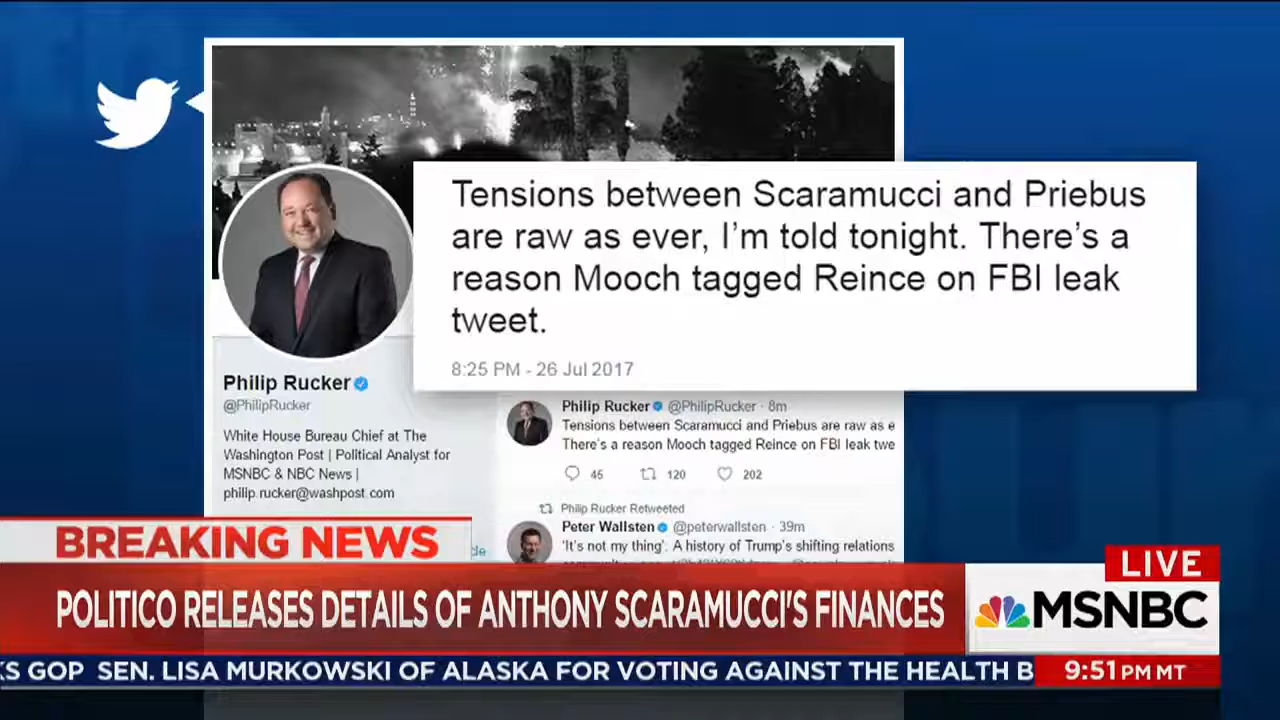 Tensions between Scaramucci and Priebus
are raw as ever, I'm told tonight. There's a
reason Mooch tagged Reince on FBI leak
tweet.
8:25 PM - 26 Jul 2017
Philip Rucker
@PhilipRucker
White House Bureau Chief at The
Washington Post | Political Analyst for
MSNBC & NBC News |
philip.rucker@washpost.com
Philip Rucker @PhilipRucker · 8m
Tensions between Scaramucci and Priebus are raw as e
There's a reason Mooch tagged Reince on FBI leak twe
45 120 202
Philip Rucker Retweeted
Peter Wallsten @peterwallsten · 39m
'It's not my thing': A history of Trump's shifting relations
BREAKING NEWS
POLITICO RELEASES DETAILS OF ANTHONY SCARAMUCCI'S FINANCES
LIVE
MSNBC
KS GOP SEN. LISA MURKOWSKI OF ALASKA FOR VOTING AGAINST THE HEALTH B
9:51 PM MT